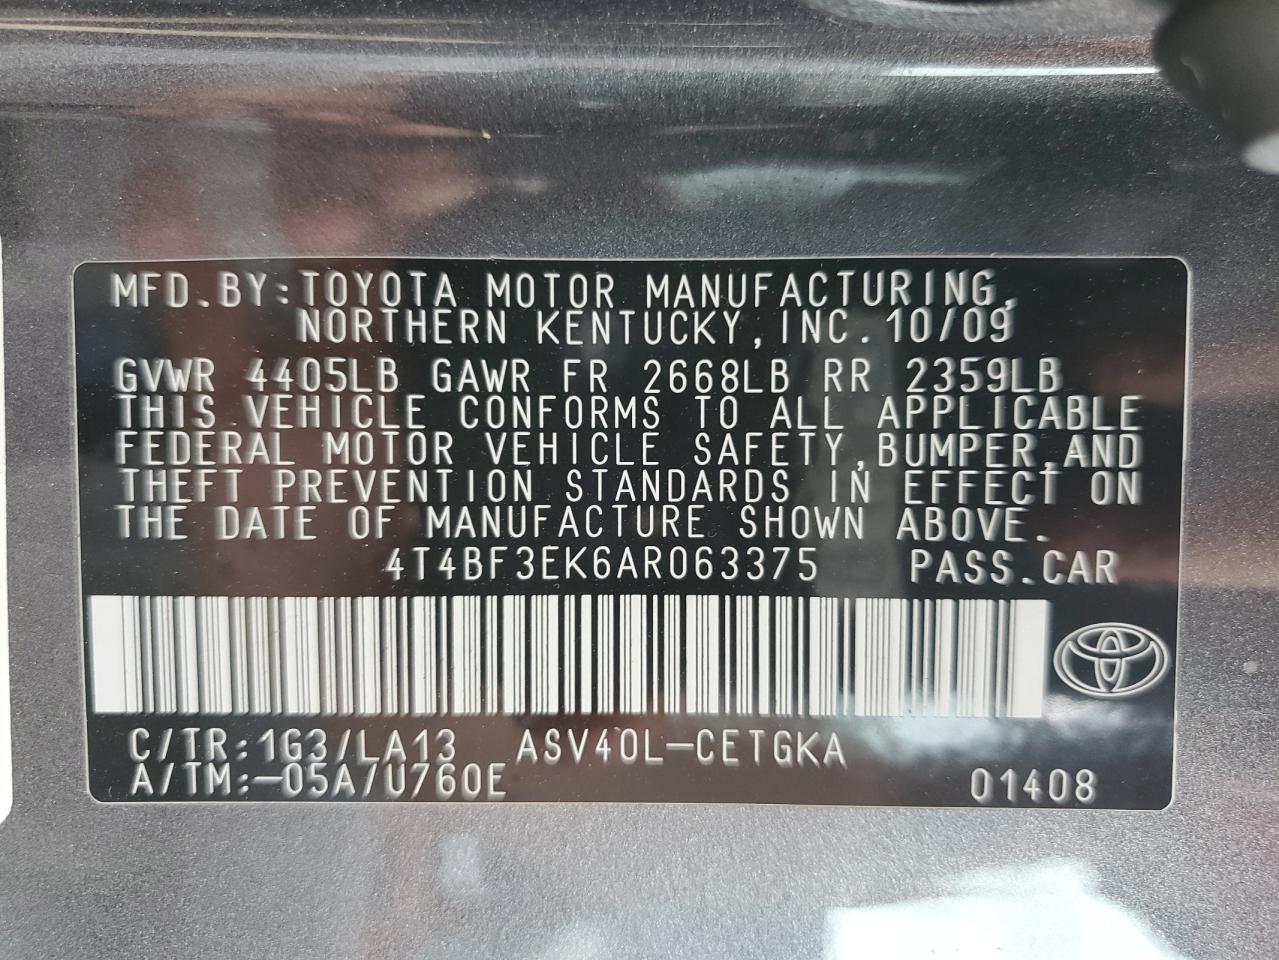 MFD.BY:TOYOTA MOTOR MANUFACTURING,
NORTHERN KENTUCKY,INC.10/09
GVWR 4405LB GAWR FR 2668LB RR 2359LB
THIS VEHICLE CONFORMS TO ALL APPLICABLE
FEDERAL MOTOR VEHICLE SAFETY,BUMPER,AND
THEFT PREVENTION STANDARDS IN EFFECT ON
THE DATE OF MANUFACTURE SHOWN ABOVE.
4T4BF3EK6AR063375 PASS.CAR
C/TR:1G3/LA13 ASV40L-CETGKA
A/TM:-05A/U760E 01408